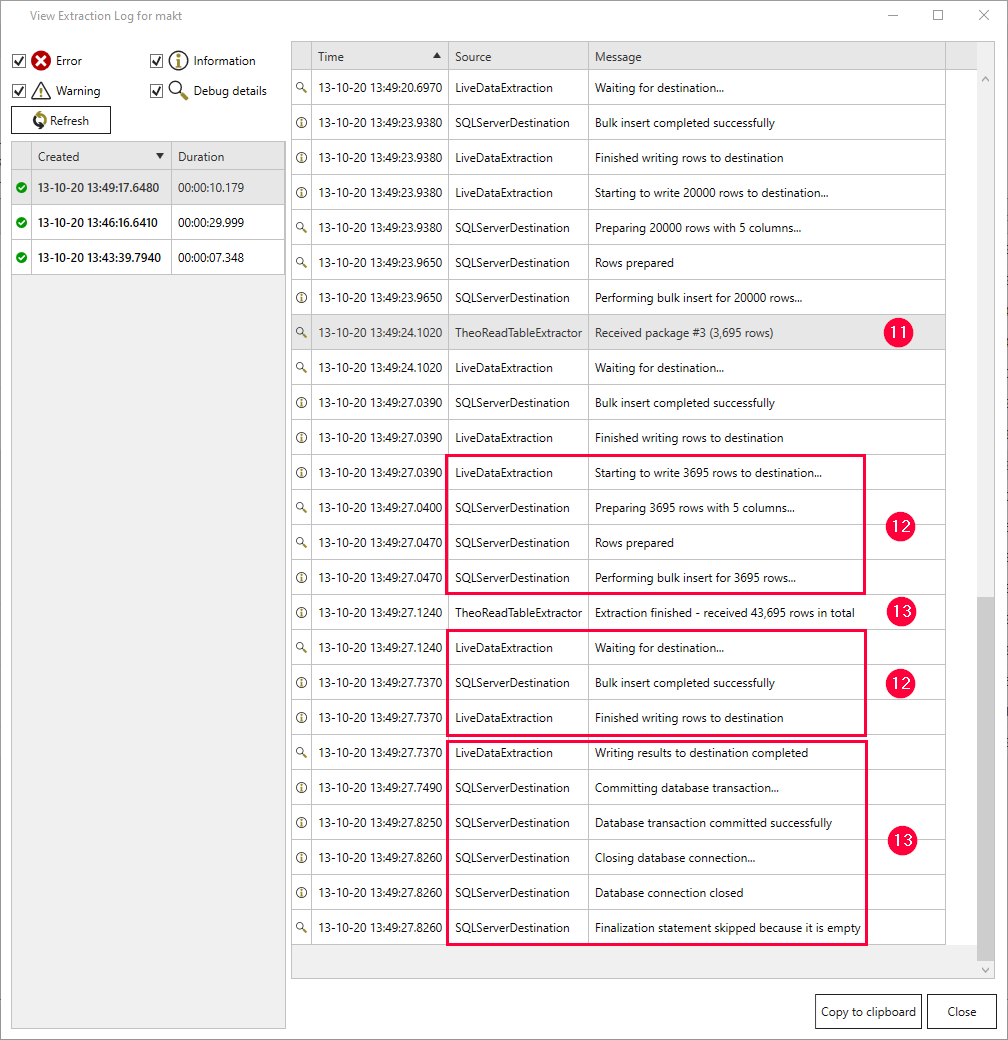 View Extraction Log for makt
Error
Information
Warning
Debug details
Refresh
Created Duration
13-10-20 13:49:17.6480 00:00:10.179
13-10-20 13:46:16.6410 00:00:29.999
13-10-20 13:43:39.7940 00:00:07.348
Time Source Message
13-10-20 13:49:20.6970 LiveDataExtraction Waiting for destination...
13-10-20 13:49:23.9380 SQLServerDestination Bulk insert completed successfully
13-10-20 13:49:23.9380 LiveDataExtraction Finished writing rows to destination
13-10-20 13:49:23.9380 LiveDataExtraction Starting to write 20000 rows to destination...
13-10-20 13:49:23.9380 SQLServerDestination Preparing 20000 rows with 5 columns...
13-10-20 13:49:23.9650 SQLServerDestination Rows prepared
13-10-20 13:49:23.9650 SQLServerDestination Performing bulk insert for 20000 rows...
13-10-20 13:49:24.1020 TheoReadTableExtractor Received package #3 (3,695 rows) 11
13-10-20 13:49:24.1020 LiveDataExtraction Waiting for destination...
13-10-20 13:49:27.0390 SQLServerDestination Bulk insert completed successfully
13-10-20 13:49:27.0390 LiveDataExtraction Finished writing rows to destination
13-10-20 13:49:27.0390 LiveDataExtraction Starting to write 3695 rows to destination...
13-10-20 13:49:27.0400 SQLServerDestination Preparing 3695 rows with 5 columns...
12
13-10-20 13:49:27.0470 SQLServerDestination Rows prepared
13-10-20 13:49:27.0470 SQLServerDestination Performing bulk insert for 3695 rows...
13-10-20 13:49:27.1240 TheoReadTableExtractor Extraction finished - received 43,695 rows in total 13
13-10-20 13:49:27.1240 LiveDataExtraction Waiting for destination...
13-10-20 13:49:27.7370 SQLServerDestination Bulk insert completed successfully 12
13-10-20 13:49:27.7370 LiveDataExtraction Finished writing rows to destination
13-10-20 13:49:27.7370 LiveDataExtraction Writing results to destination completed
13-10-20 13:49:27.7490 SQLServerDestination Committing database transaction...
13-10-20 13:49:27.8250 SQLServerDestination Database transaction committed successfully
13
13-10-20 13:49:27.8260 SQLServerDestination Closing database connection...
13-10-20 13:49:27.8260 SQLServerDestination Database connection closed
13-10-20 13:49:27.8260 SQLServerDestination Finalization statement skipped because it is empty
Copy to clipboard
Close